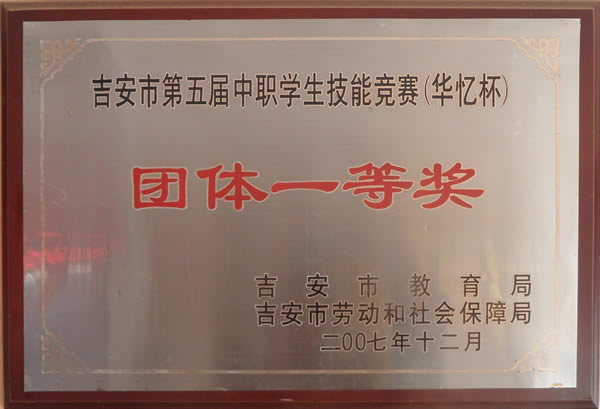 吉安市第五届中职学生技能竞赛(华忆杯)
团体一等奖
吉安市教育局
吉安市劳动和社会保障局
二00七年十二月